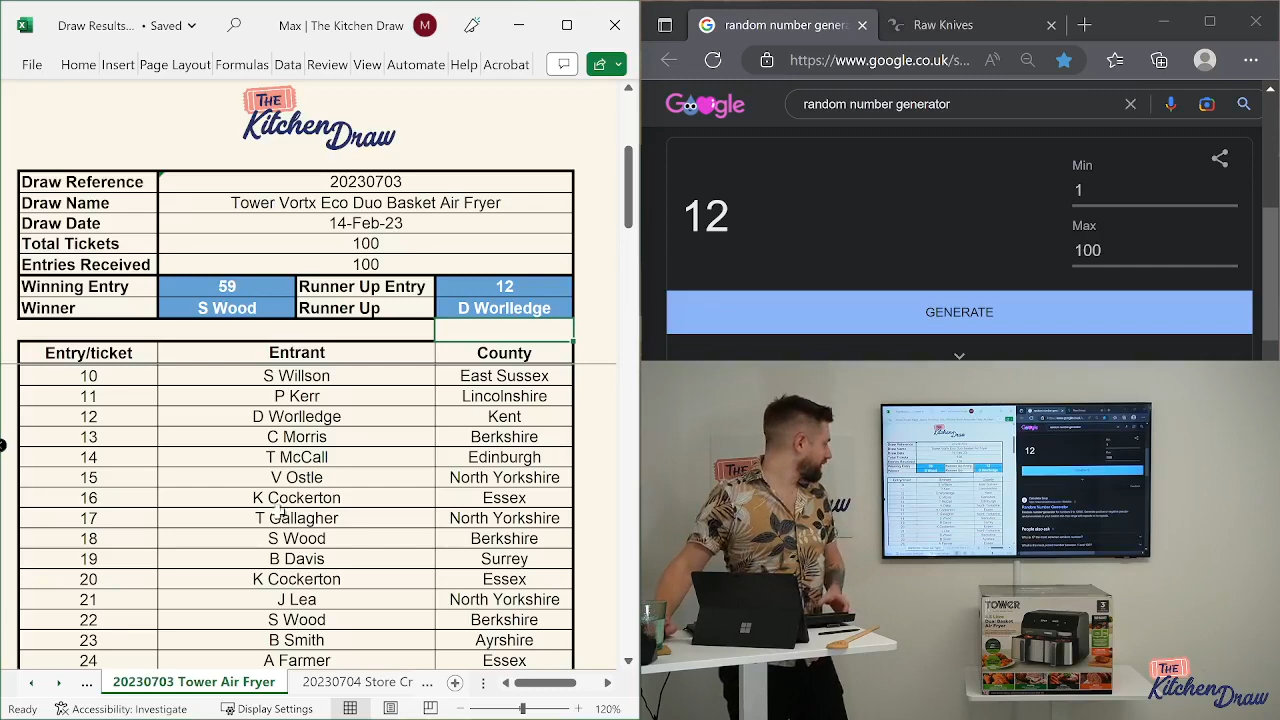 Draw Results... • Saved
Max | The Kitchen Draw
M
File Home Insert Page Layout Formulas Data Review View Automate Help Acrobat
THE
Kitchen Draw
Draw Reference 20230703
Draw Name Tower Vortx Eco Duo Basket Air Fryer
Draw Date 14-Feb-23
Total Tickets 100
Entries Received 100
Winning Entry 59 Runner Up Entry 12
Winner S Wood Runner Up D Worlledge
Entry/ticket Entrant County
10 S Willson East Sussex
11 P Kerr Lincolnshire
12 D Worlledge Kent
13 C Morris Berkshire
14 T McCall Edinburgh
15 V Ostle North Yorkshire
16 K Cockerton Essex
17 T Gallagher North Yorkshire
18 S Wood Berkshire
19 B Davis Surrey
20 K Cockerton Essex
21 J Lea North Yorkshire
22 S Wood Berkshire
23 B Smith Ayrshire
24 A Farmer Essex
... 20230703 Tower Air Fryer 20230704 Store Cr ...
Ready Accessibility: Investigate Display Settings 120%
random number genera
Raw Knives
https://www.google.co.uk/s...
Google
random number generator
12
Min
1
Max
100
GENERATE
TOWER
Dual Basket
Air Fryer
THE
Kitchen Draw